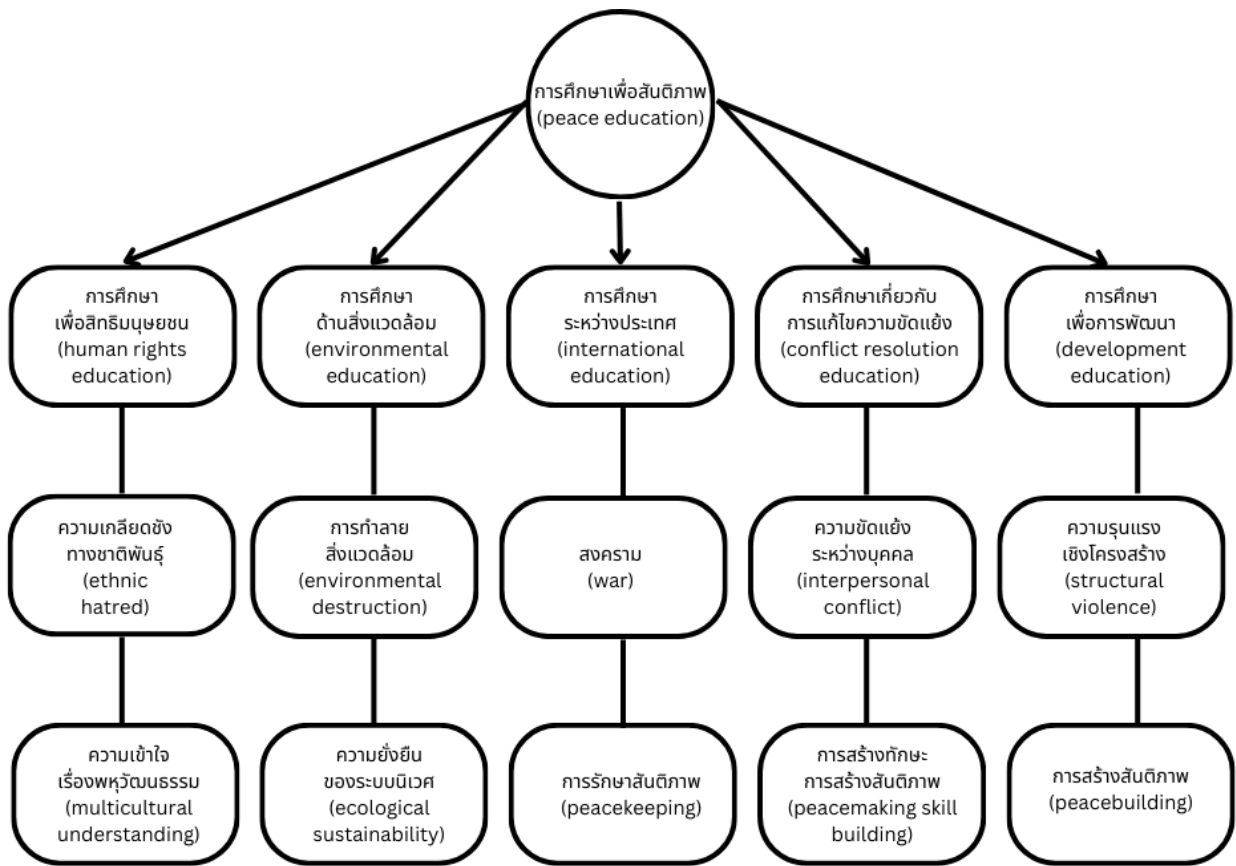 การศึกษาเพื่อสันติภาพ
(peace education)
การศึกษา
เพื่อสิทธิมนุษยชน
(human rights
education)
การศึกษา
ด้านสิ่งแวดล้อม
(environmental
education)
การศึกษา
ระหว่างประเทศ
(international
education)
การศึกษาเกี่ยวกับ
การแก้ไขความขัดแย้ง
(conflict resolution
education)
การศึกษา
เพื่อการพัฒนา
(development
education)
ความเกลียดชัง
ทางชาติพันธุ์
(ethnic
hatred)
การทำลาย
สิ่งแวดล้อม
(environmental
destruction)
สงคราม
(war)
ความขัดแย้ง
ระหว่างบุคคล
(interpersonal
conflict)
ความรุนแรง
เชิงโครงสร้าง
(structural
violence)
ความเข้าใจ
เรื่องพหุวัฒนธรรม
(multicultural
understanding)
ความยั่งยืน
ของระบบนิเวศ
(ecological
sustainability)
การรักษาสันติภาพ
(peacekeeping)
การสร้างทักษะ
การสร้างสันติภาพ
(peacemaking skill
building)
การสร้างสันติภาพ
(peacebuilding)